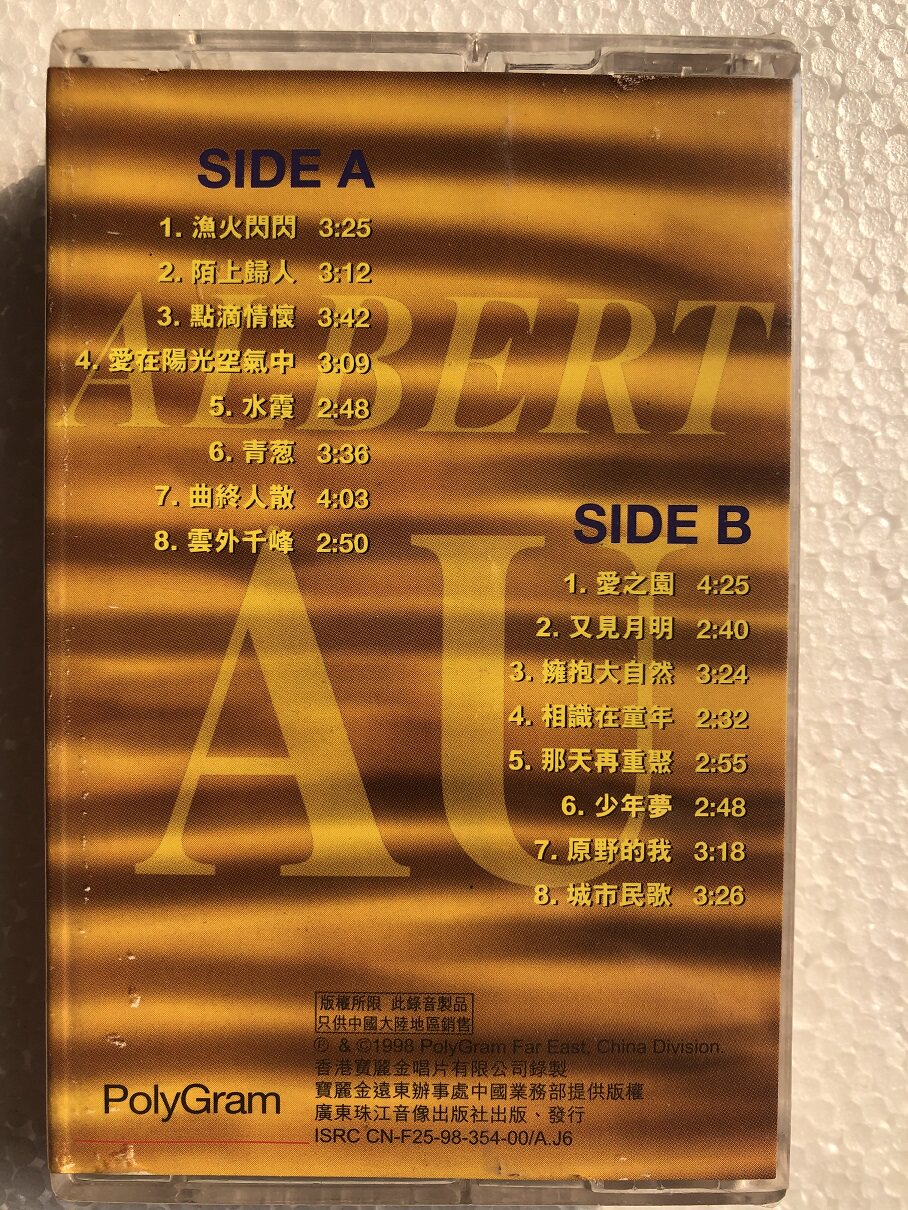 SIDE A
1. 漁火閃閃 3:25
2. 陌上歸人 3:12
3. 點滴情懷 3:42
4. 愛在陽光空氣中 3:09
5. 水霞 2:48
6. 青葱 3:36
7. 曲終人散 4:03
8. 雲外千峰 2:50
ALBERT
AU
SIDE B
1. 愛之園 4:25
2. 又見月明 2:40
3. 擁抱大自然 3:24
4. 相識在童年 2:32
5. 那天再重聚 2:55
6. 少年夢 2:48
7. 原野的我 3:18
8. 城市民歌 3:26
版權所限 此錄音製品
只供中國大陸地區銷售
℗ & ©1998 PolyGram Far East, China Division.
香港寶麗金唱片有限公司錄製
寶麗金遠東辦事處中國業務部提供版權
廣東珠江音像出版社出版、發行
ISRC CN-F25-98-354-00/A.J6
PolyGram